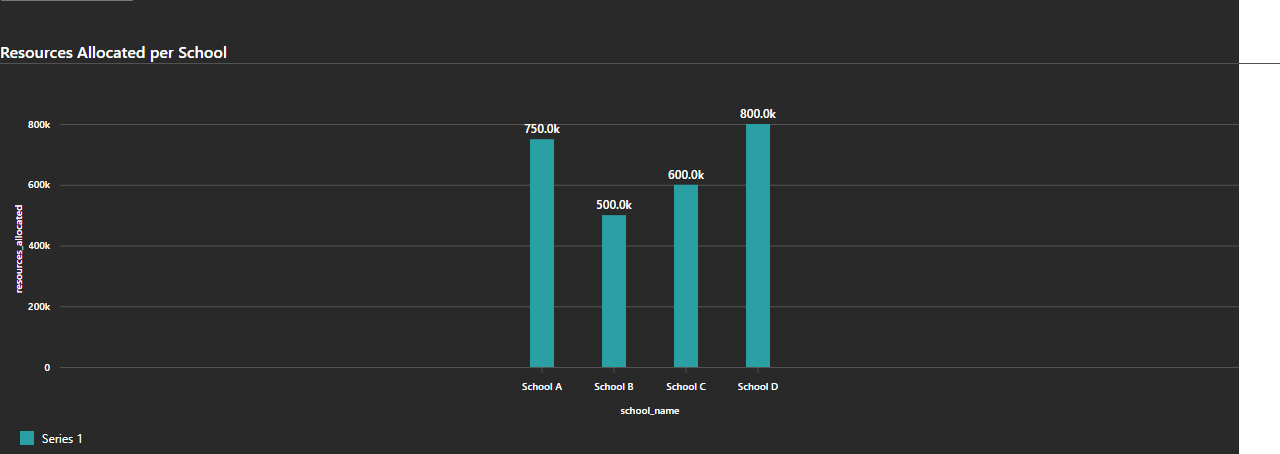 Resources Allocated per School
800.0k
750.0k
800k
600.0k
600k
500.0k
resources_allocated
400k
200k
0
School A School B School C School D
school_name
Series 1